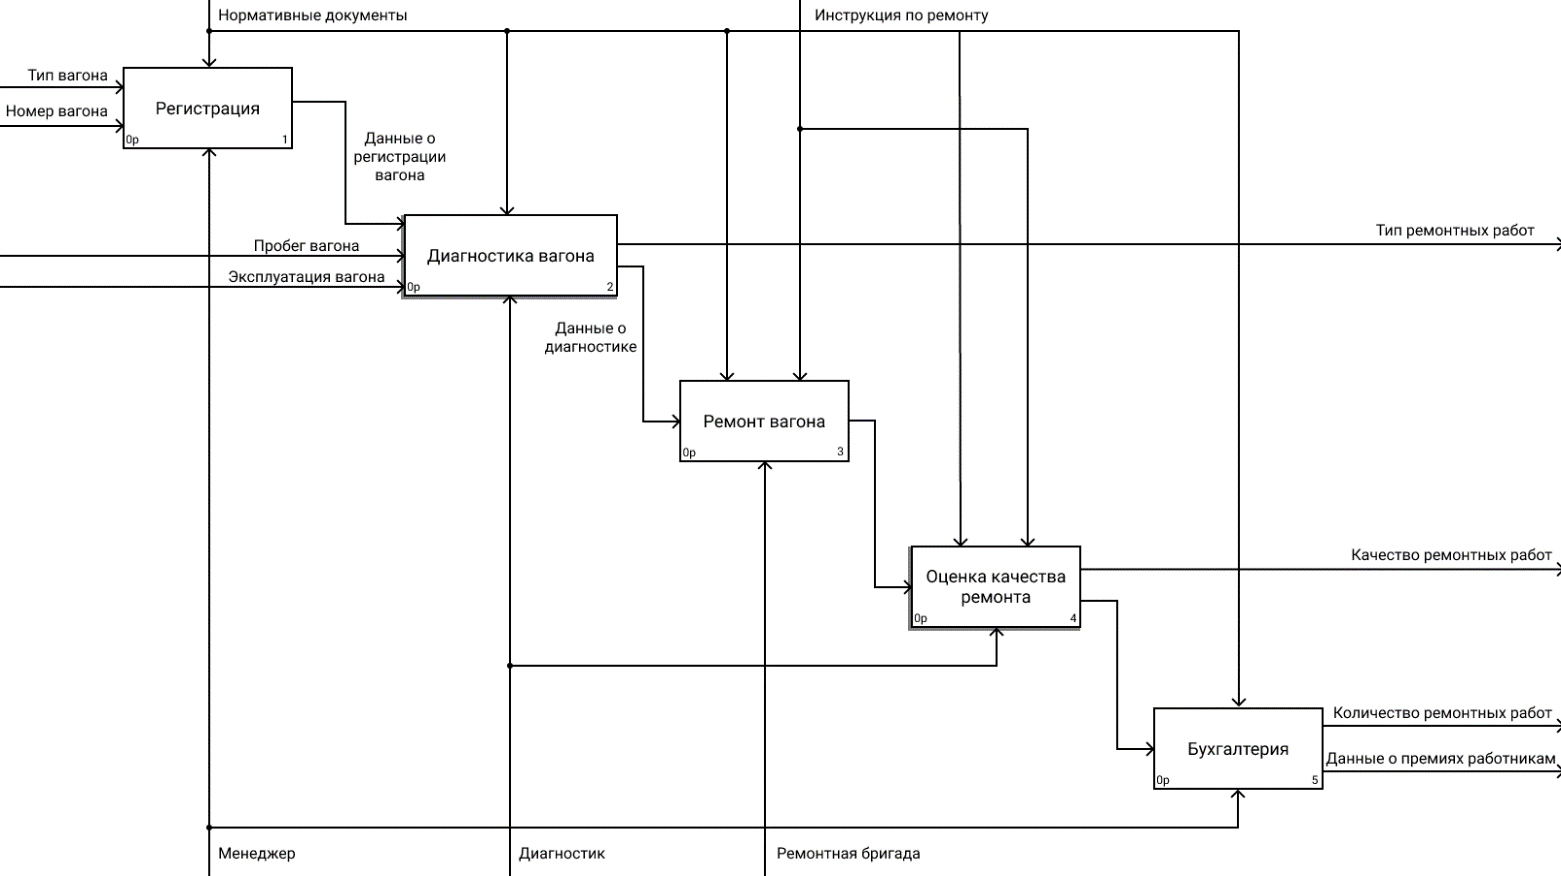 Нормативные документы
Инструкция по ремонту
Тип вагона
Номер вагона
Регистрация
0р
1
Данные о
регистрации
вагона
Пробег вагона
Эксплуатация вагона
Диагностика вагона
0р
2
Тип ремонтных работ
Данные о
диагностике
Ремонт вагона
0р
3
Оценка качества
ремонта
0р
4
Качество ремонтных работ
Бухгалтерия
0р
5
Количество ремонтных работ
Данные о премиях работникам
Менеджер
Диагностик
Ремонтная бригада